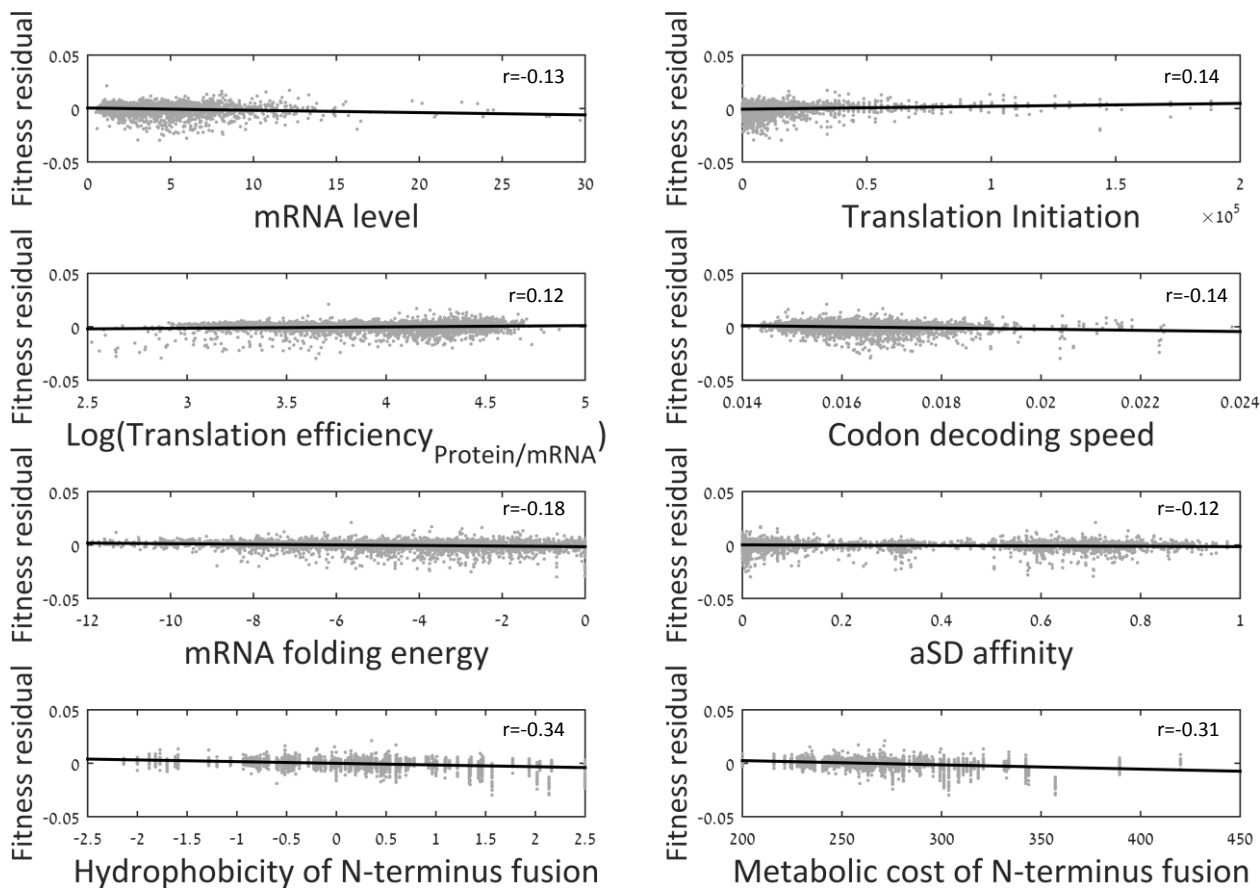 Fitness residual
0.05
0
-0.05
r=-0.13
0 5 10 15 20 25 30
mRNA level
Fitness residual
0.05
0
-0.05
r=0.14
0 0.5 1 1.5 2
Translation Initiation ×10⁵
Fitness residual
0.05
0
-0.05
r=0.12
2.5 3 3.5 4 4.5 5
Log(Translation efficiency Protein/mRNA)
Fitness residual
0.05
0
-0.05
r=-0.14
0.014 0.016 0.018 0.02 0.022 0.024
Codon decoding speed
Fitness residual
0.05
0
-0.05
r=-0.18
-12 -10 -8 -6 -4 -2 0
mRNA folding energy
Fitness residual
0.05
0
-0.05
r=-0.12
0 0.2 0.4 0.6 0.8 1
aSD affinity
Fitness residual
0.05
0
-0.05
r=-0.34
-2.5 -2 -1.5 -1 -0.5 0 0.5 1 1.5 2 2.5
Hydrophobicity of N-terminus fusion
Fitness residual
0.05
0
-0.05
r=-0.31
200 250 300 350 400 450
Metabolic cost of N-terminus fusion